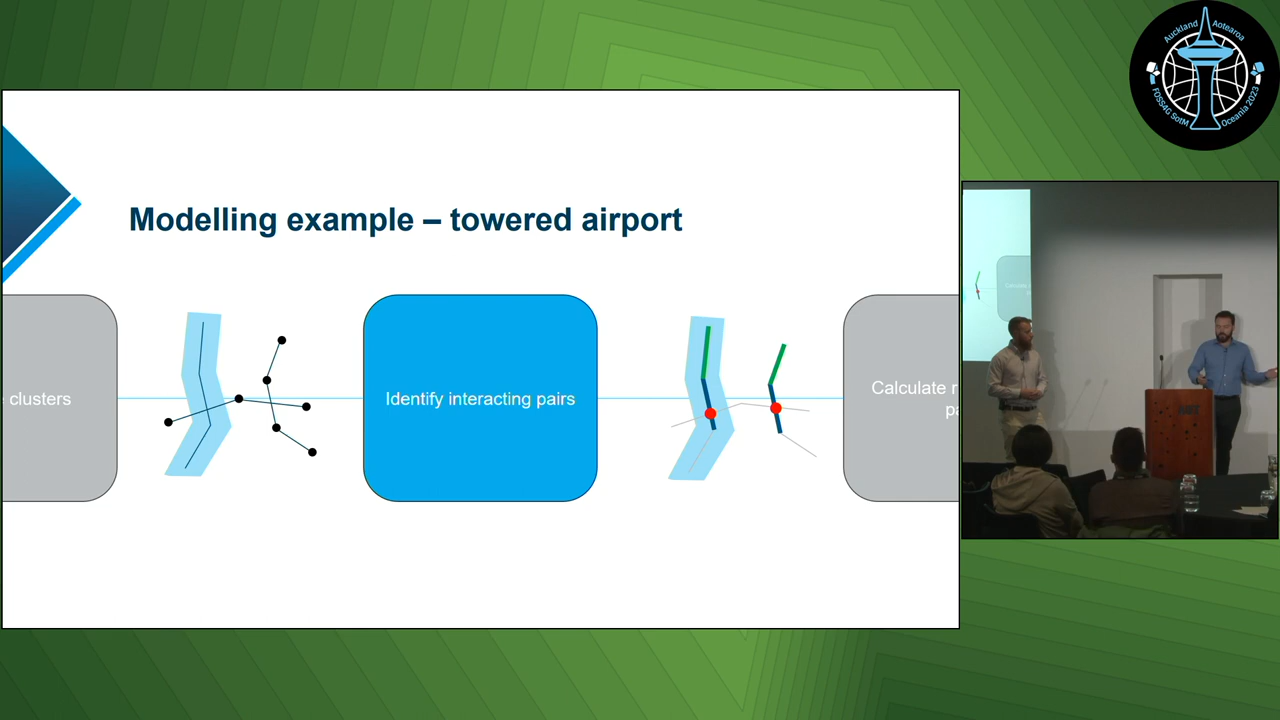 Auckland Aotearoa
FOSS4G SotM Oceania 2023
Modelling example – towered airport
clusters
Identify interacting pairs
Calculate